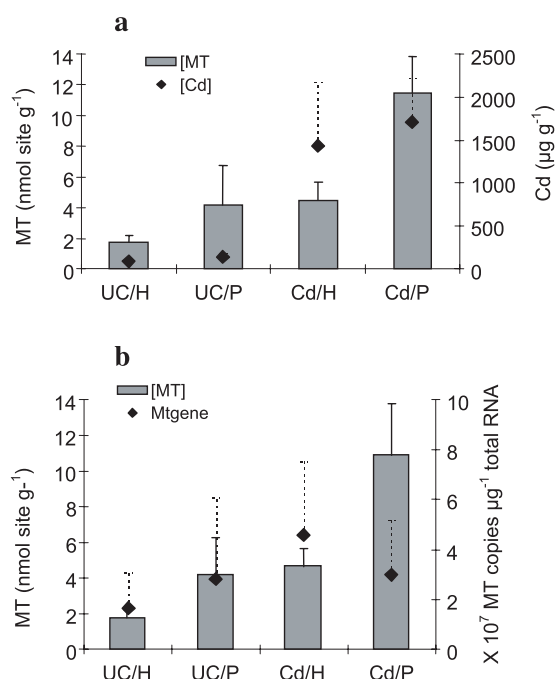 a
[MT
[Cd]
MT (nmol site g-1)
14
12
10
8
6
4
2
0
2500
2000
1500
1000
500
0
Cd (µg g-1)
UC/H UC/P Cd/H Cd/P
b
[MT]
Mtgene
MT (nmol site g-1)
14
12
10
8
6
4
2
0
10
8
6
4
2
0
X 10⁷ MT copies µg⁻¹ total RNA
UC/H UC/P Cd/H Cd/P